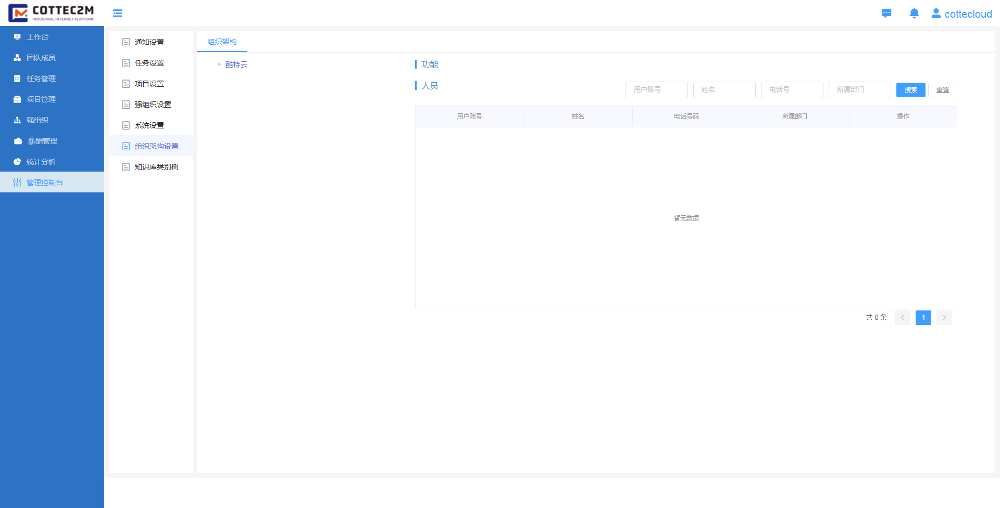 COTTEC2M
INDUSTRIAL INTERNET PLATFORM
cottecloud
工作台
团队成员
任务管理
项目管理
强组织
薪酬管理
统计分析
管理控制台
通知设置
任务设置
项目设置
强组织设置
系统设置
组织架构设置
知识库类别树
组织架构
酷特云
功能
人员
用户账号 姓名 电话号 所属部门 搜索 重置
用户账号 姓名 电话号码 所属部门 操作
暂无数据
共 0 条 1